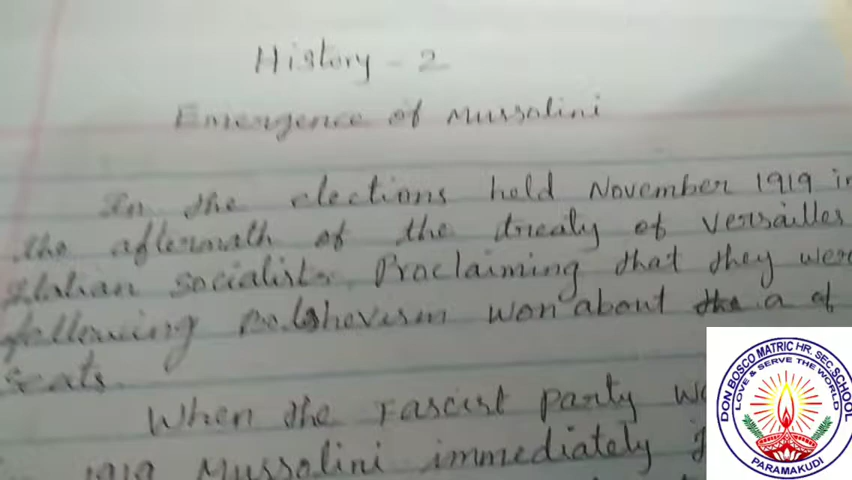 History - 2
Emergence of Mussolini
In the elections held November 1919 in
the aftermath of the treaty of Versailles
Italian socialists. Proclaiming that they were
following Bolshevism won about a of
seats.
When the Fascist party
1919 Mussolini immediately
DON BOSCO MATRIC HR. SEC. SCHOOL
LOVE & SERVE THE WORLD
PARAMAKUDI